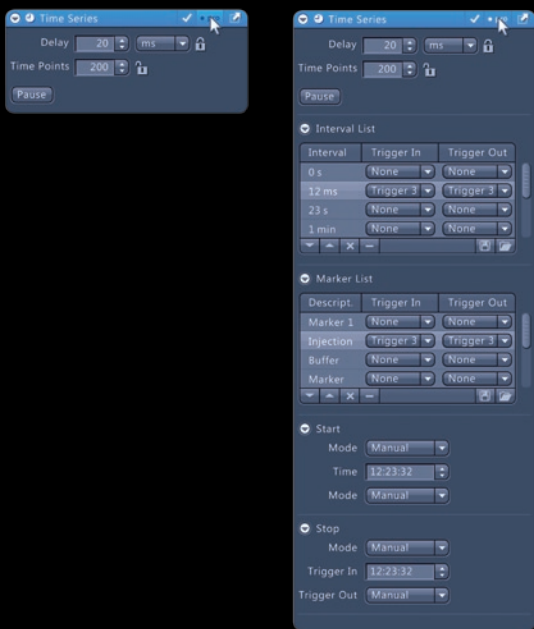 Time Series
Delay 20 ms
Time Points 200
Pause
Time Series
Delay 20 ms
Time Points 200
Pause
Interval List
Interval Trigger In Trigger Out
0 s None None
12 ms Trigger 3 Trigger 3
23 s None None
1 min None None
Marker List
Descript. Trigger In Trigger Out
Marker 1 None None
Injection Trigger 3 Trigger 3
Buffer None None
Marker None None
Start
Mode Manual
Time 12:23:32
Mode Manual
Stop
Mode Manual
Trigger In 12:23:32
Trigger Out Manual